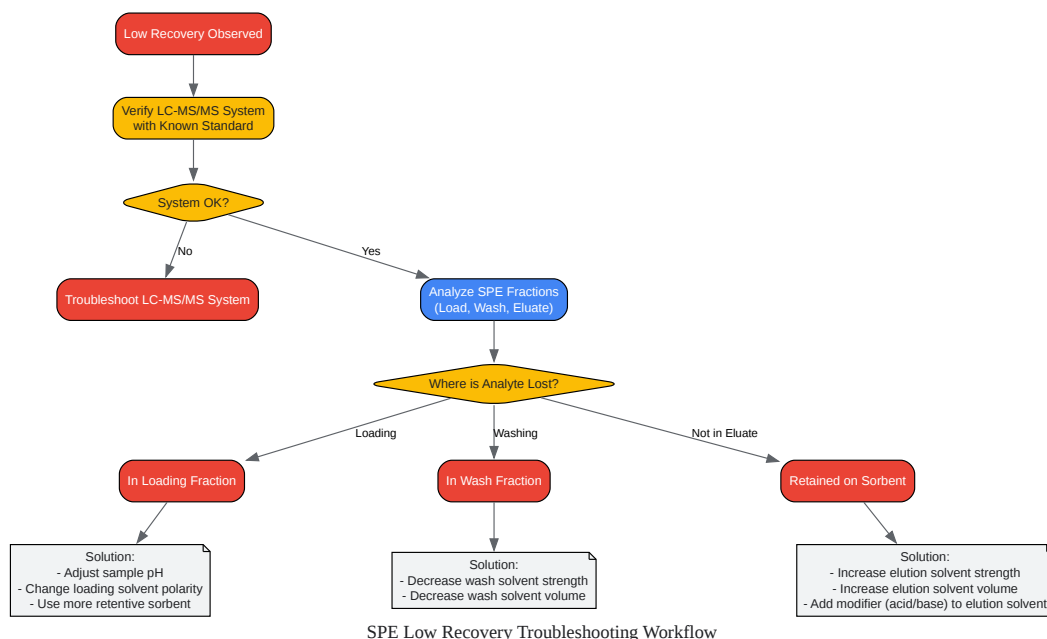 Low Recovery Observed
Verify LC-MS/MS System
with Known Standard
System OK?
No
Yes
Troubleshoot LC-MS/MS System
Analyze SPE Fractions
(Load, Wash, Eluate)
Where is Analyte Lost?
Loading
Washing
Not in Eluate
In Loading Fraction
In Wash Fraction
Retained on Sorbent
Solution:
- Adjust sample pH
- Change loading solvent polarity
- Use more retentive sorbent
Solution:
- Decrease wash solvent strength
- Decrease wash solvent volume
Solution:
- Increase elution solvent strength
- Increase elution solvent volume
- Add modifier (acid/base) to elution solvent
SPE Low Recovery Troubleshooting Workflow